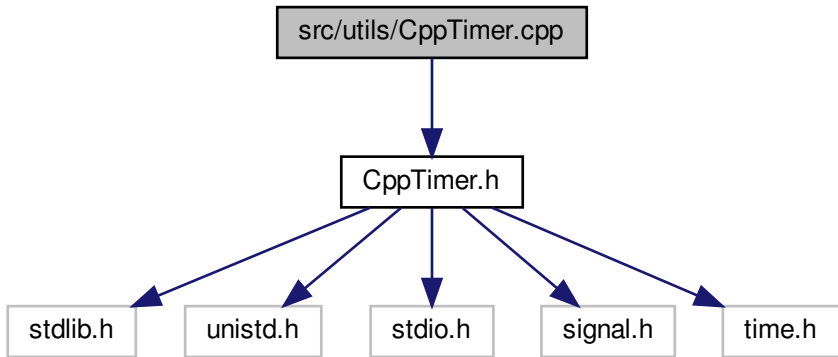 src/utils/CppTimer.cpp
CppTimer.h
stdlib.h
unistd.h
stdio.h
signal.h
time.h